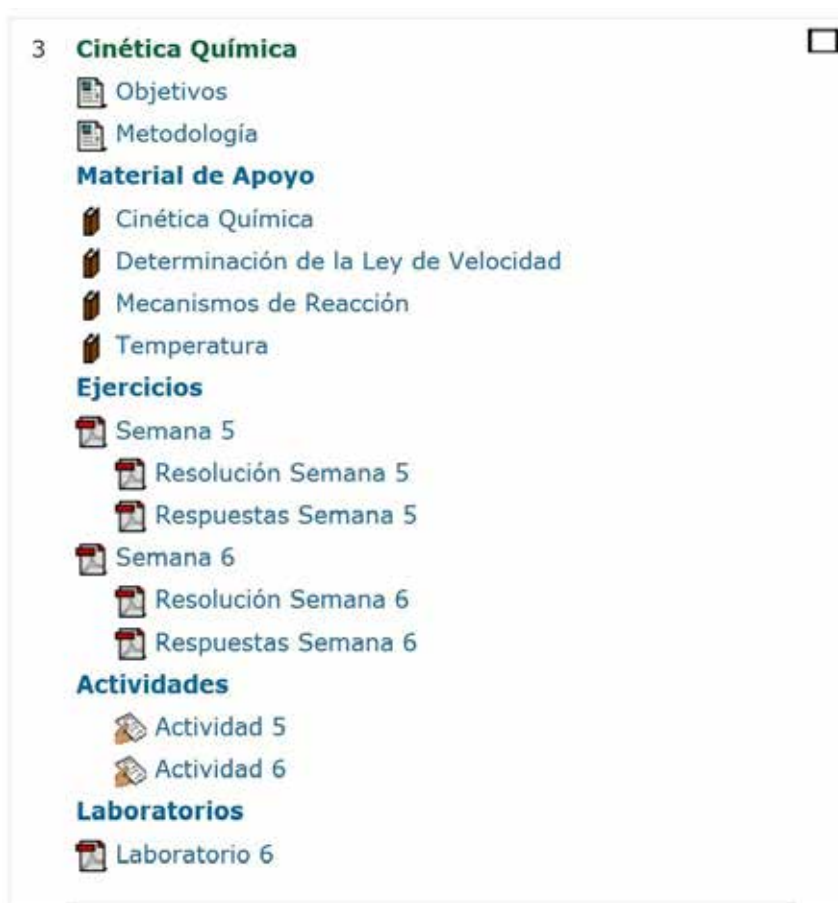 3 Cinética Química
Objetivos
Metodología
Material de Apoyo
Cinética Química
Determinación de la Ley de Velocidad
Mecanismos de Reacción
Temperatura
Ejercicios
Semana 5
Resolución Semana 5
Respuestas Semana 5
Semana 6
Resolución Semana 6
Respuestas Semana 6
Actividades
Actividad 5
Actividad 6
Laboratorios
Laboratorio 6